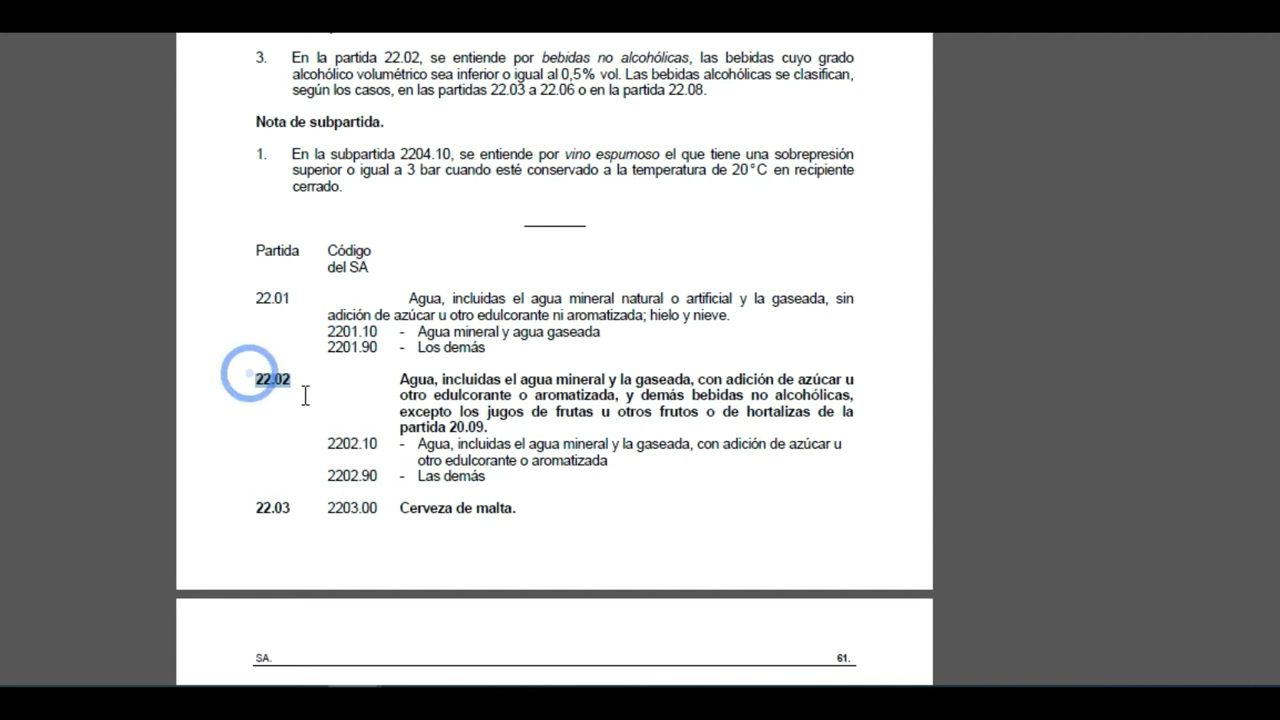 3. En la partida 22.02, se entiende por bebidas no alcohólicas, las bebidas cuyo grado
alcohólico volumétrico sea inferior o igual al 0,5% vol. Las bebidas alcohólicas se clasifican,
según los casos, en las partidas 22.03 a 22.06 o en la partida 22.08.
Nota de subpartida.
1. En la subpartida 2204.10, se entiende por vino espumoso el que tiene una sobrepresión
superior o igual a 3 bar cuando esté conservado a la temperatura de 20°C en recipiente
cerrado.
Partida Código
del SA
22.01 Agua, incluidas el agua mineral natural o artificial y la gaseada, sin
adición de azúcar u otro edulcorante ni aromatizada; hielo y nieve.
2201.10 - Agua mineral y agua gaseada
2201.90 - Los demás
22.02 Agua, incluidas el agua mineral y la gaseada, con adición de azúcar u
otro edulcorante o aromatizada, y demás bebidas no alcohólicas,
excepto los jugos de frutas u otros frutos o de hortalizas de la
partida 20.09.
2202.10 - Agua, incluidas el agua mineral y la gaseada, con adición de azúcar u
otro edulcorante o aromatizada
2202.90 - Las demás
22.03 2203.00 Cerveza de malta.
SA. 61.